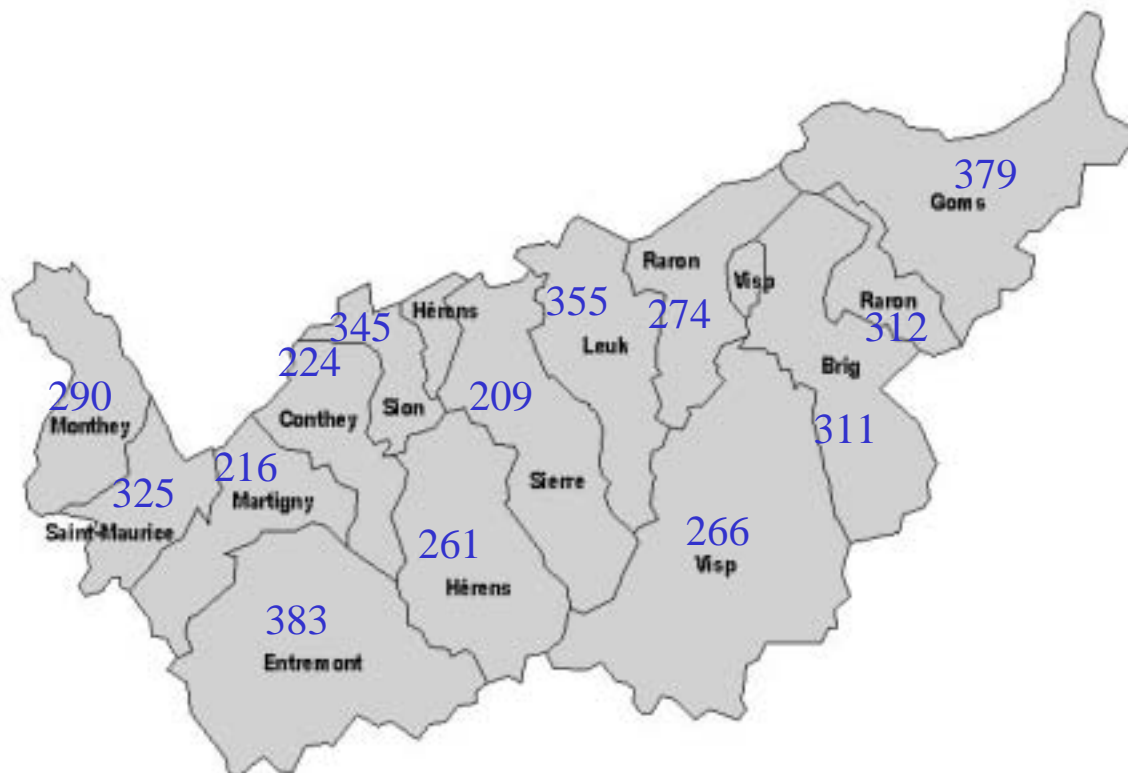 379
Goms
Raron
Visp
Hérens
355
274
Raron
312
345
Leuk
Brig
224
290
209
Monthey
Conthey
Sion
311
216
325
Martigny
Sierre
Saint-Maurice
261
266
Visp
Hérens
383
Entremont